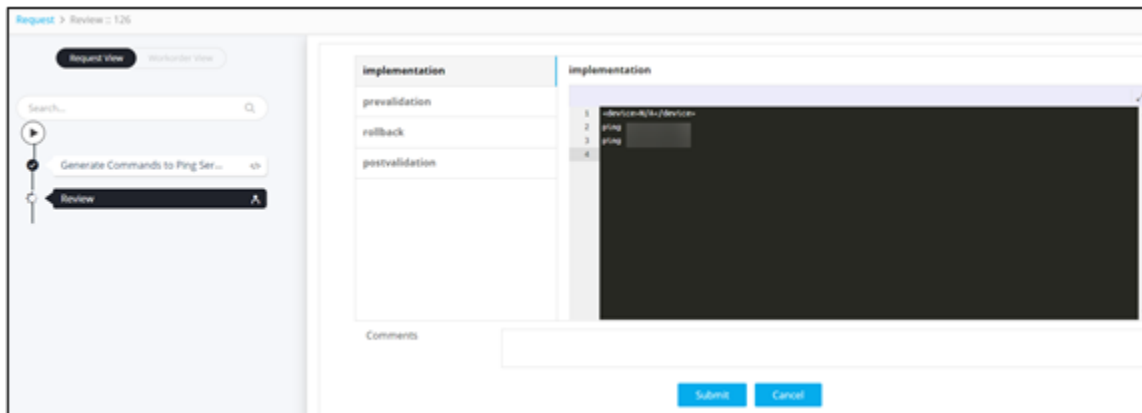 Request > Review :: 126
Request View
Workorder View
Search...
Generate Commands to Ping Ser...
Review
implementation
prevalidation
rollback
postvalidation
implementation
1 <device>N/A</device>
2 ping
3 ping
4
Comments
Submit
Cancel